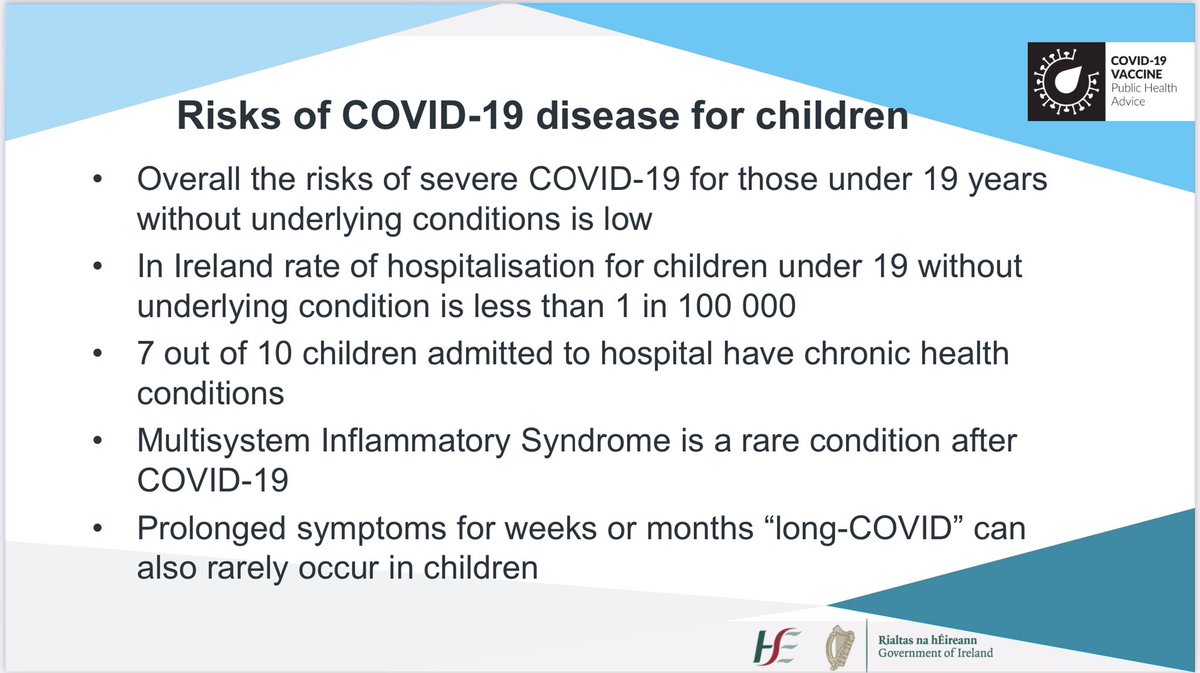 COVID-19
VACCINE
Public Health
Advice
Risks of COVID-19 disease for children
• Overall the risks of severe COVID-19 for those under 19 years
without underlying conditions is low
• In Ireland rate of hospitalisation for children under 19 without
underlying condition is less than 1 in 100 000
• 7 out of 10 children admitted to hospital have chronic health
conditions
• Multisystem Inflammatory Syndrome is a rare condition after
COVID-19
• Prolonged symptoms for weeks or months “long-COVID” can
also rarely occur in children
HSE
Rialtas na hÉireann
Government of Ireland